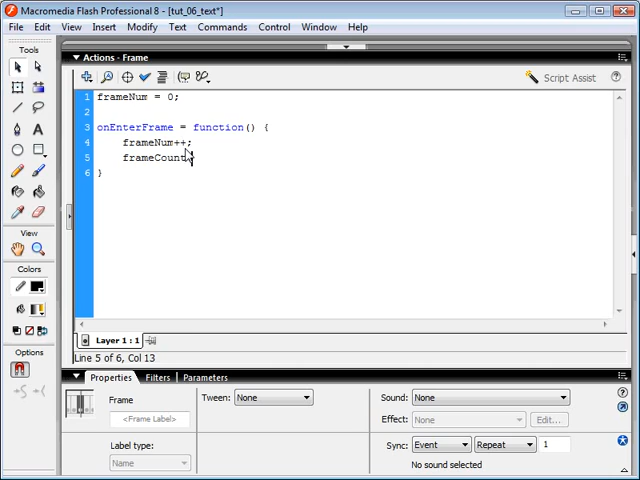 Macromedia Flash Professional 8 - [tut_06_text*]
File Edit View Insert Modify Text Commands Control Window Help
Tools
View
Colors
Options
Actions - Frame
Script Assist
1 frameNum = 0;
2
3 onEnterFrame = function() {
4 frameNum++;
5 frameCount
6 }
Layer 1 : 1
Line 5 of 6, Col 13
Properties Filters Parameters
Frame
<Frame Label>
Label type:
Name
Tween: None
Sound: None
Effect: None Edit...
Sync: Event Repeat 1
No sound selected